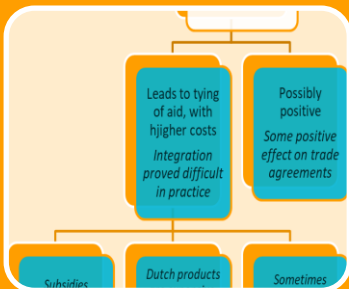 Leads to tying
of aid, with
hjigher costs
Integration
proved difficult
in practice
Possibly
positive
Some positive
effect on trade
agreements
Subsidies
Dutch products
Sometimes